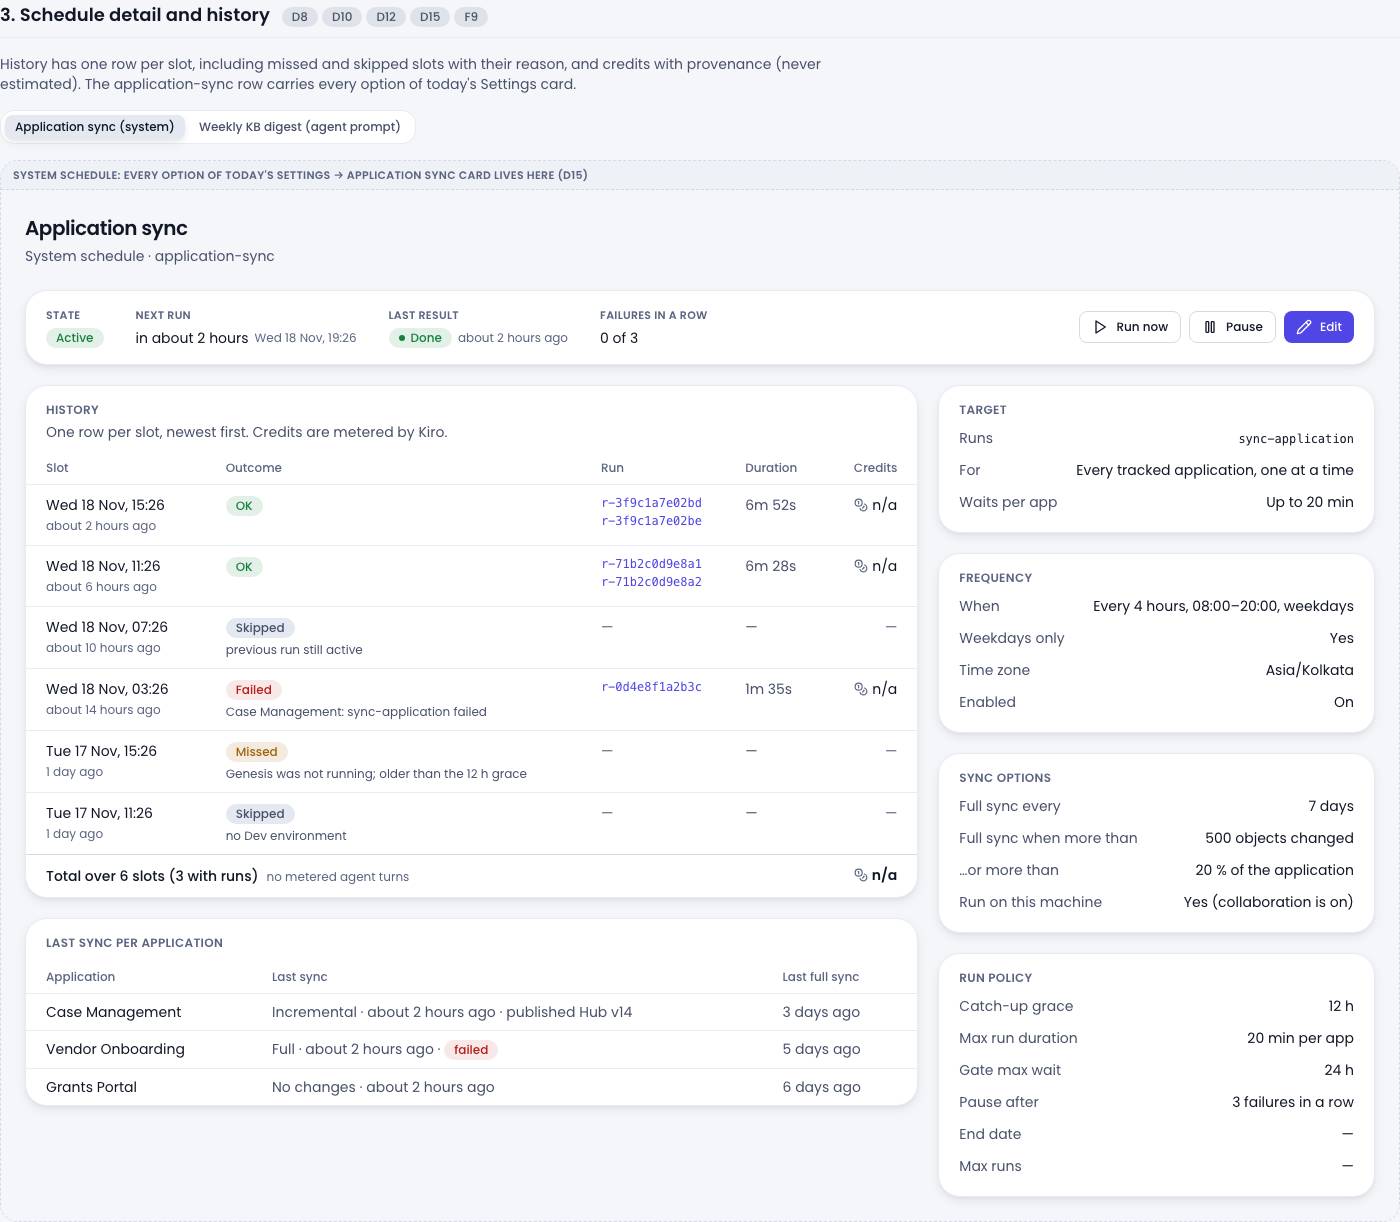 3. Schedule detail and history D8 D10 D12 D15 F9
History has one row per slot, including missed and skipped slots with their reason, and credits with provenance (never
estimated). The application-sync row carries every option of today's Settings card.
Application sync (system) Weekly KB digest (agent prompt)
SYSTEM SCHEDULE: EVERY OPTION OF TODAY'S SETTINGS → APPLICATION SYNC CARD LIVES HERE (D15)
Application sync
System schedule · application-sync
STATE NEXT RUN LAST RESULT FAILURES IN A ROW
Active in about 2 hours Wed 18 Nov, 19:26 Done about 2 hours ago 0 of 3 Run now Pause Edit
HISTORY
One row per slot, newest first. Credits are metered by Kiro.
Slot Outcome Run Duration Credits
Wed 18 Nov, 15:26 OK r-3f9c1a7e02bd 6m 52s n/a
about 2 hours ago r-3f9c1a7e02be
Wed 18 Nov, 11:26 OK r-71b2c0d9e8a1 6m 28s n/a
about 6 hours ago r-71b2c0d9e8a2
Wed 18 Nov, 07:26 Skipped — — —
about 10 hours ago previous run still active
Wed 18 Nov, 03:26 Failed r-0d4e8f1a2b3c 1m 35s n/a
about 14 hours ago Case Management: sync-application failed
Tue 17 Nov, 15:26 Missed — — —
1 day ago Genesis was not running; older than the 12 h grace
Tue 17 Nov, 11:26 Skipped — — —
1 day ago no Dev environment
Total over 6 slots (3 with runs) no metered agent turns n/a
LAST SYNC PER APPLICATION
Application Last sync Last full sync
Case Management Incremental · about 2 hours ago · published Hub v14 3 days ago
Vendor Onboarding Full · about 2 hours ago · failed 5 days ago
Grants Portal No changes · about 2 hours ago 6 days ago
TARGET
Runs sync-application
For Every tracked application, one at a time
Waits per app Up to 20 min
FREQUENCY
When Every 4 hours, 08:00–20:00, weekdays
Weekdays only Yes
Time zone Asia/Kolkata
Enabled On
SYNC OPTIONS
Full sync every 7 days
Full sync when more than 500 objects changed
…or more than 20 % of the application
Run on this machine Yes (collaboration is on)
RUN POLICY
Catch-up grace 12 h
Max run duration 20 min per app
Gate max wait 24 h
Pause after 3 failures in a row
End date —
Max runs —